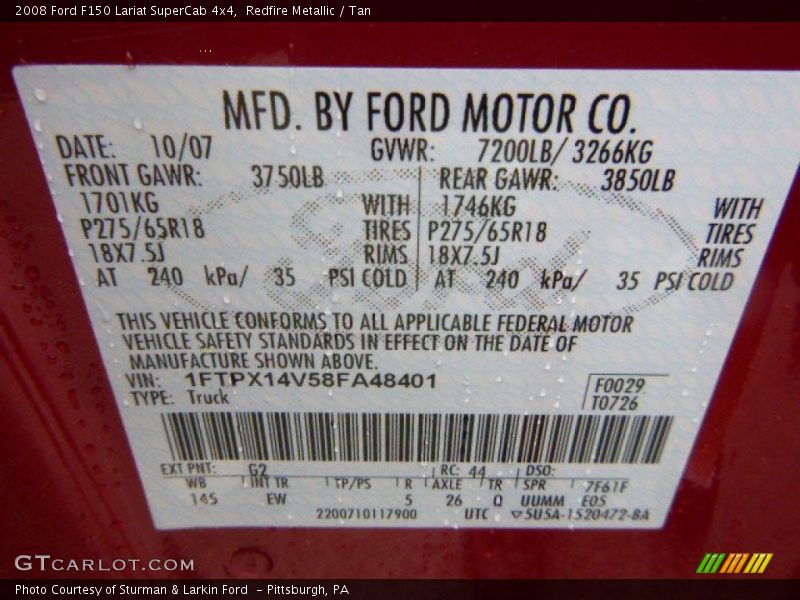 2008 Ford F150 Lariat SuperCab 4x4, Redfire Metallic / Tan
MFD. BY FORD MOTOR CO.
DATE: 10/07 GVWR: 7200LB/ 3266KG
FRONT GAWR: 3750LB REAR GAWR: 3850LB
1701KG WITH 1746KG WITH
P275/65R18 TIRES P275/65R18 TIRES
18X7.5J RIMS 18X7.5J RIMS
AT 240 kPa/ 35 PSI COLD AT 240 kPa/ 35 PSI COLD
THIS VEHICLE CONFORMS TO ALL APPLICABLE FEDERAL MOTOR
VEHICLE SAFETY STANDARDS IN EFFECT ON THE DATE OF
MANUFACTURE SHOWN ABOVE.
VIN: 1FTPX14V58FA48401 F0029
TYPE: Truck T0726
EXT PNT: G2 RC: 44 DSO:
WB INT TR TP/PS R AXLE TR SPR 7F61F
145 EW 5 26 Q UUMM E05
2200710117900 UTC ▽5U5A-1520472-BA
Ford
GTCARLOT.COM
Photo Courtesy of Sturman & Larkin Ford - Pittsburgh, PA